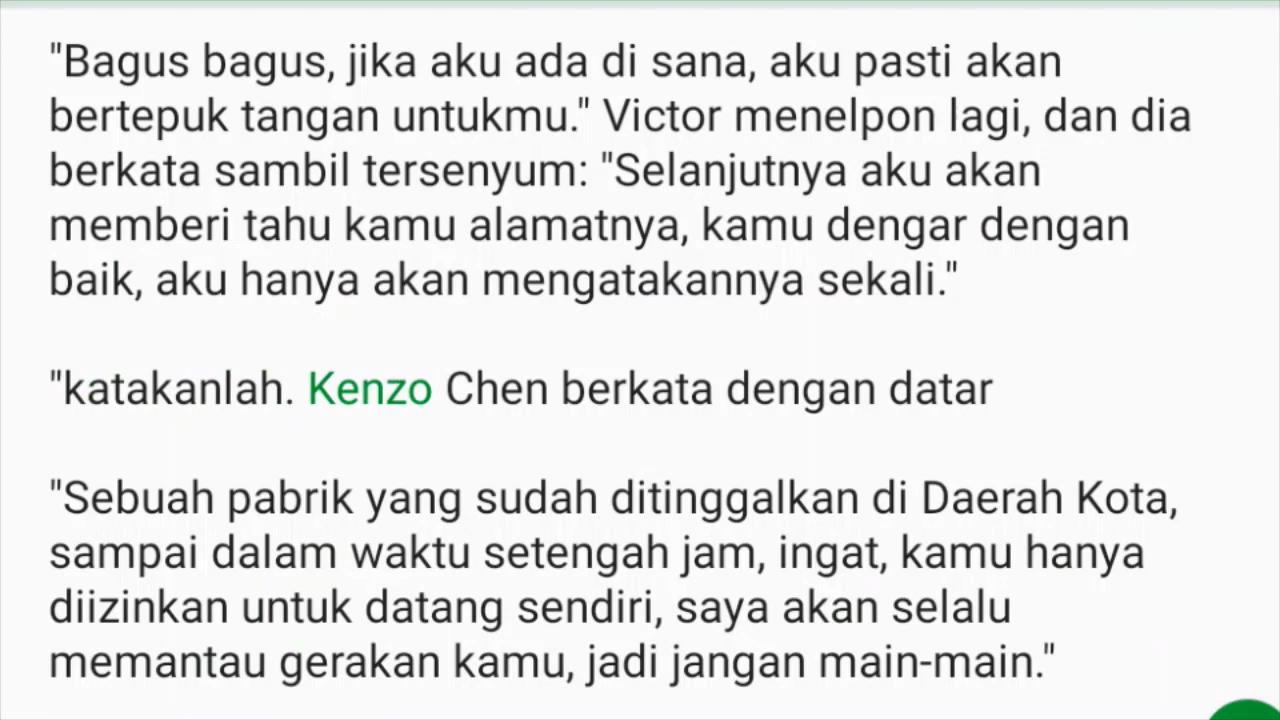 "Bagus bagus, jika aku ada di sana, aku pasti akan
bertepuk tangan untukmu." Victor menelpon lagi, dan dia
berkata sambil tersenyum: "Selanjutnya aku akan
memberi tahu kamu alamatnya, kamu dengar dengan
baik, aku hanya akan mengatakannya sekali."
"katakanlah. Kenzo Chen berkata dengan datar
"Sebuah pabrik yang sudah ditinggalkan di Daerah Kota,
sampai dalam waktu setengah jam, ingat, kamu hanya
diizinkan untuk datang sendiri, saya akan selalu
memantau gerakan kamu, jadi jangan main-main."